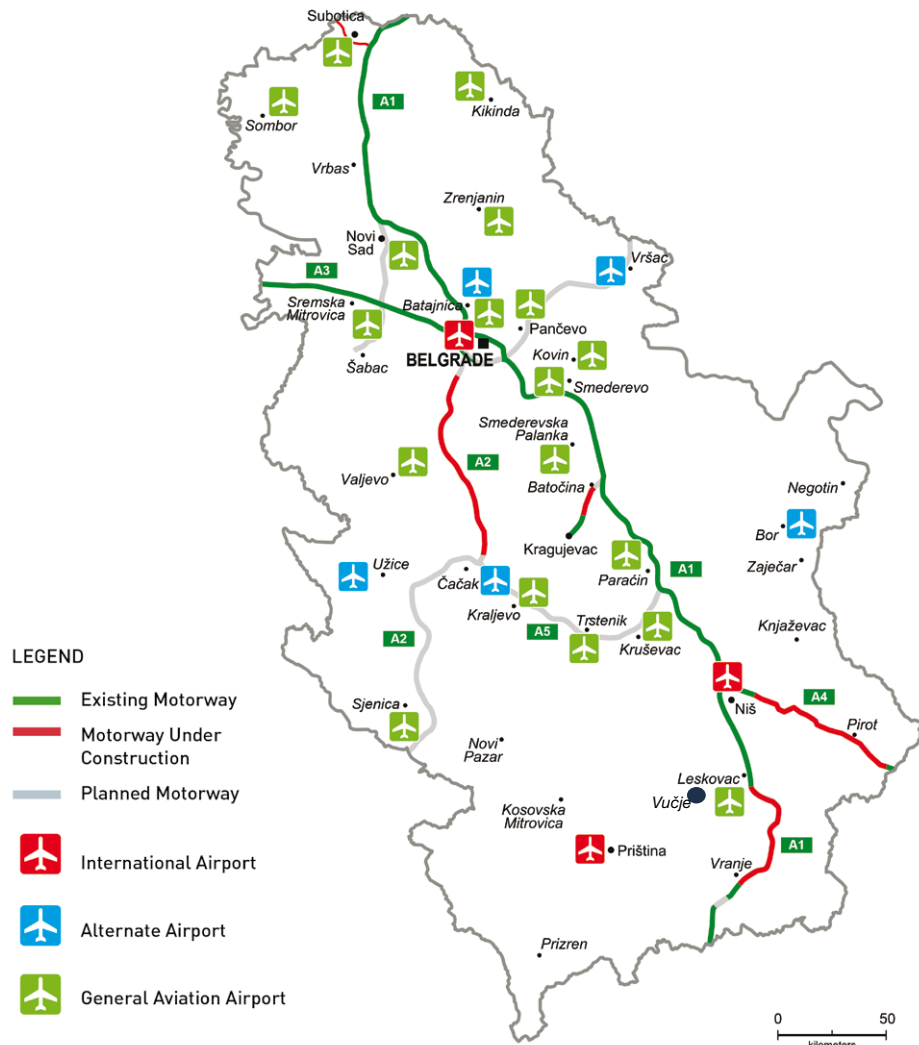 Subotica
A1
Kikinda
Sombor
Vrbas
Zrenjanin
Novi
Sad
A3
Vršac
Sremska
Mitrovica
Batajnica
Pančevo
BELGRADE
Šabac
Kovin
Smederevo
Smederevska
Palanka
A2
Valjevo
Batočina
Negotin
Bor
Kragujevac
Užice
Čačak
Paraćin
A1
Zaječar
Kraljevo
A5
Trstenik
Kruševac
Knjaževac
A2
LEGEND
Existing Motorway
Motorway Under
Construction
Planned Motorway
International Airport
Alternate Airport
General Aviation Airport
Sjenica
Niš
A4
Pirot
Novi
Pazar
Leskovac
Vučje
Kosovska
Mitrovica
Priština
A1
Vranje
Prizren
0 50
kilometers